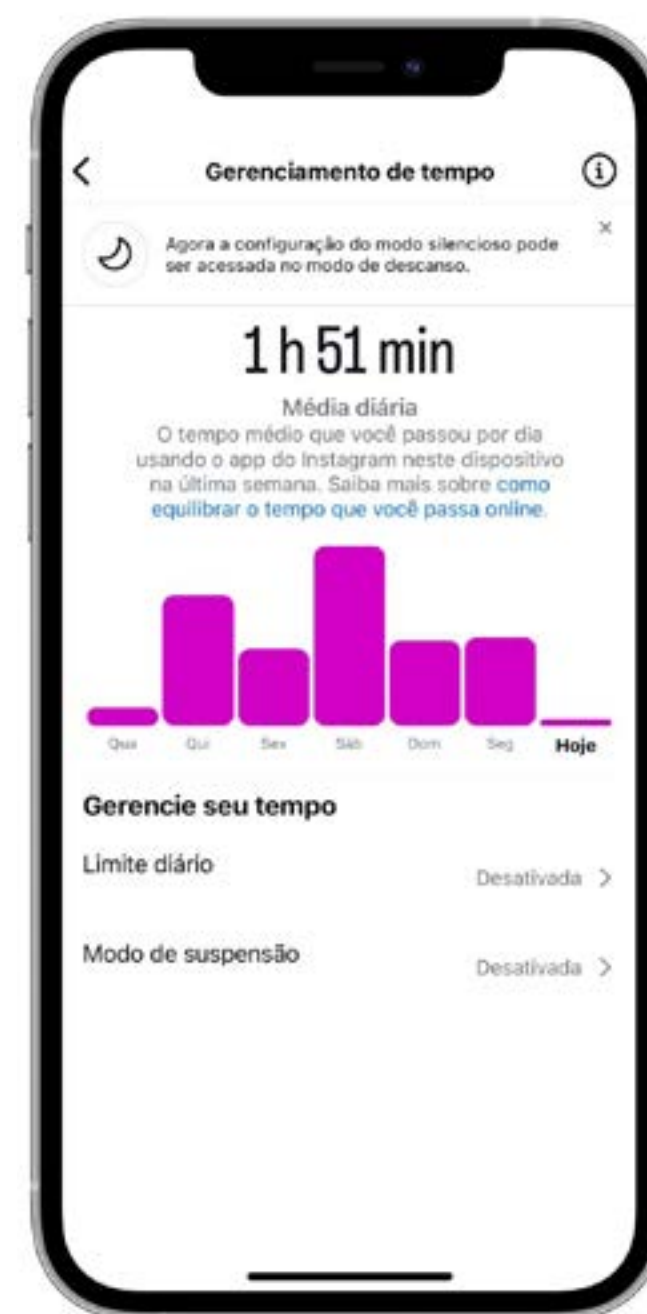 Gerenciamento de tempo
Agora a configuração do modo silencioso pode
ser acessada no modo de descanso.
1 h 51 min
Média diária
O tempo médio que você passou por dia
usando o app do Instagram neste dispositivo
na última semana. Saiba mais sobre como
equilibrar o tempo que você passa online.
Qua Qui Sex Sáb Dom Seg Hoje
Gerencie seu tempo
Limite diário
Desativada
Modo de suspensão
Desativada